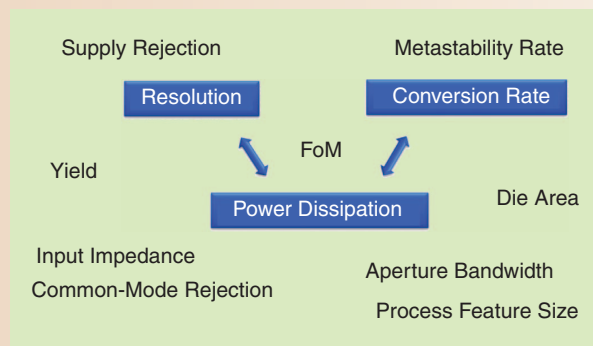 Supply Rejection
Metastability Rate
Resolution
Conversion Rate
FoM
Yield
Power Dissipation
Die Area
Input Impedance
Aperture Bandwidth
Common-Mode Rejection
Process Feature Size